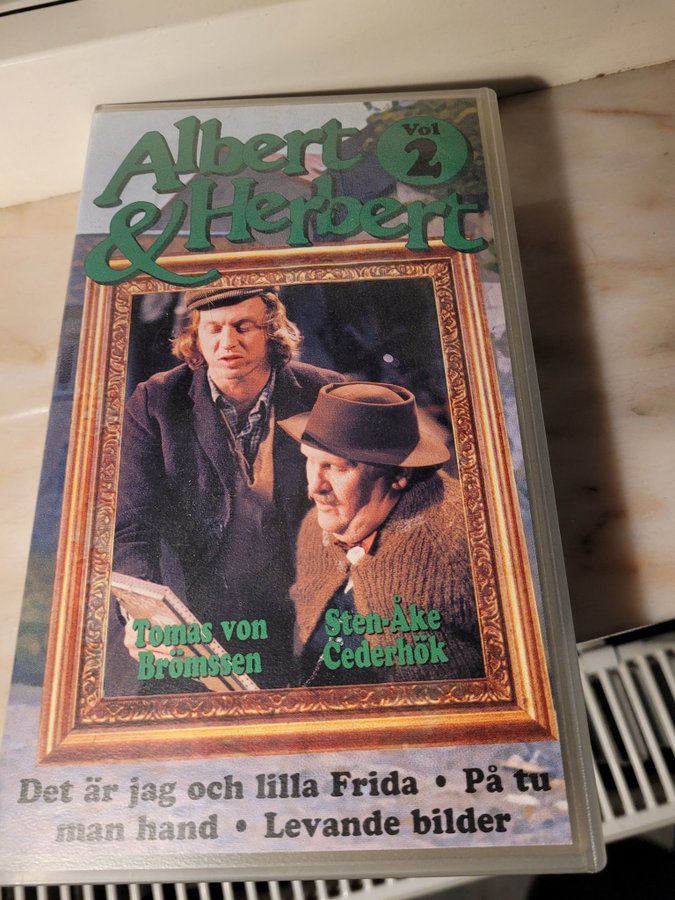 Albert
Vol
2
& Herbert
Tomas von
Brömssen
Sten-Åke
Cederhök
Det är jag och lilla Frida • På tu
man hand • Levande bilder